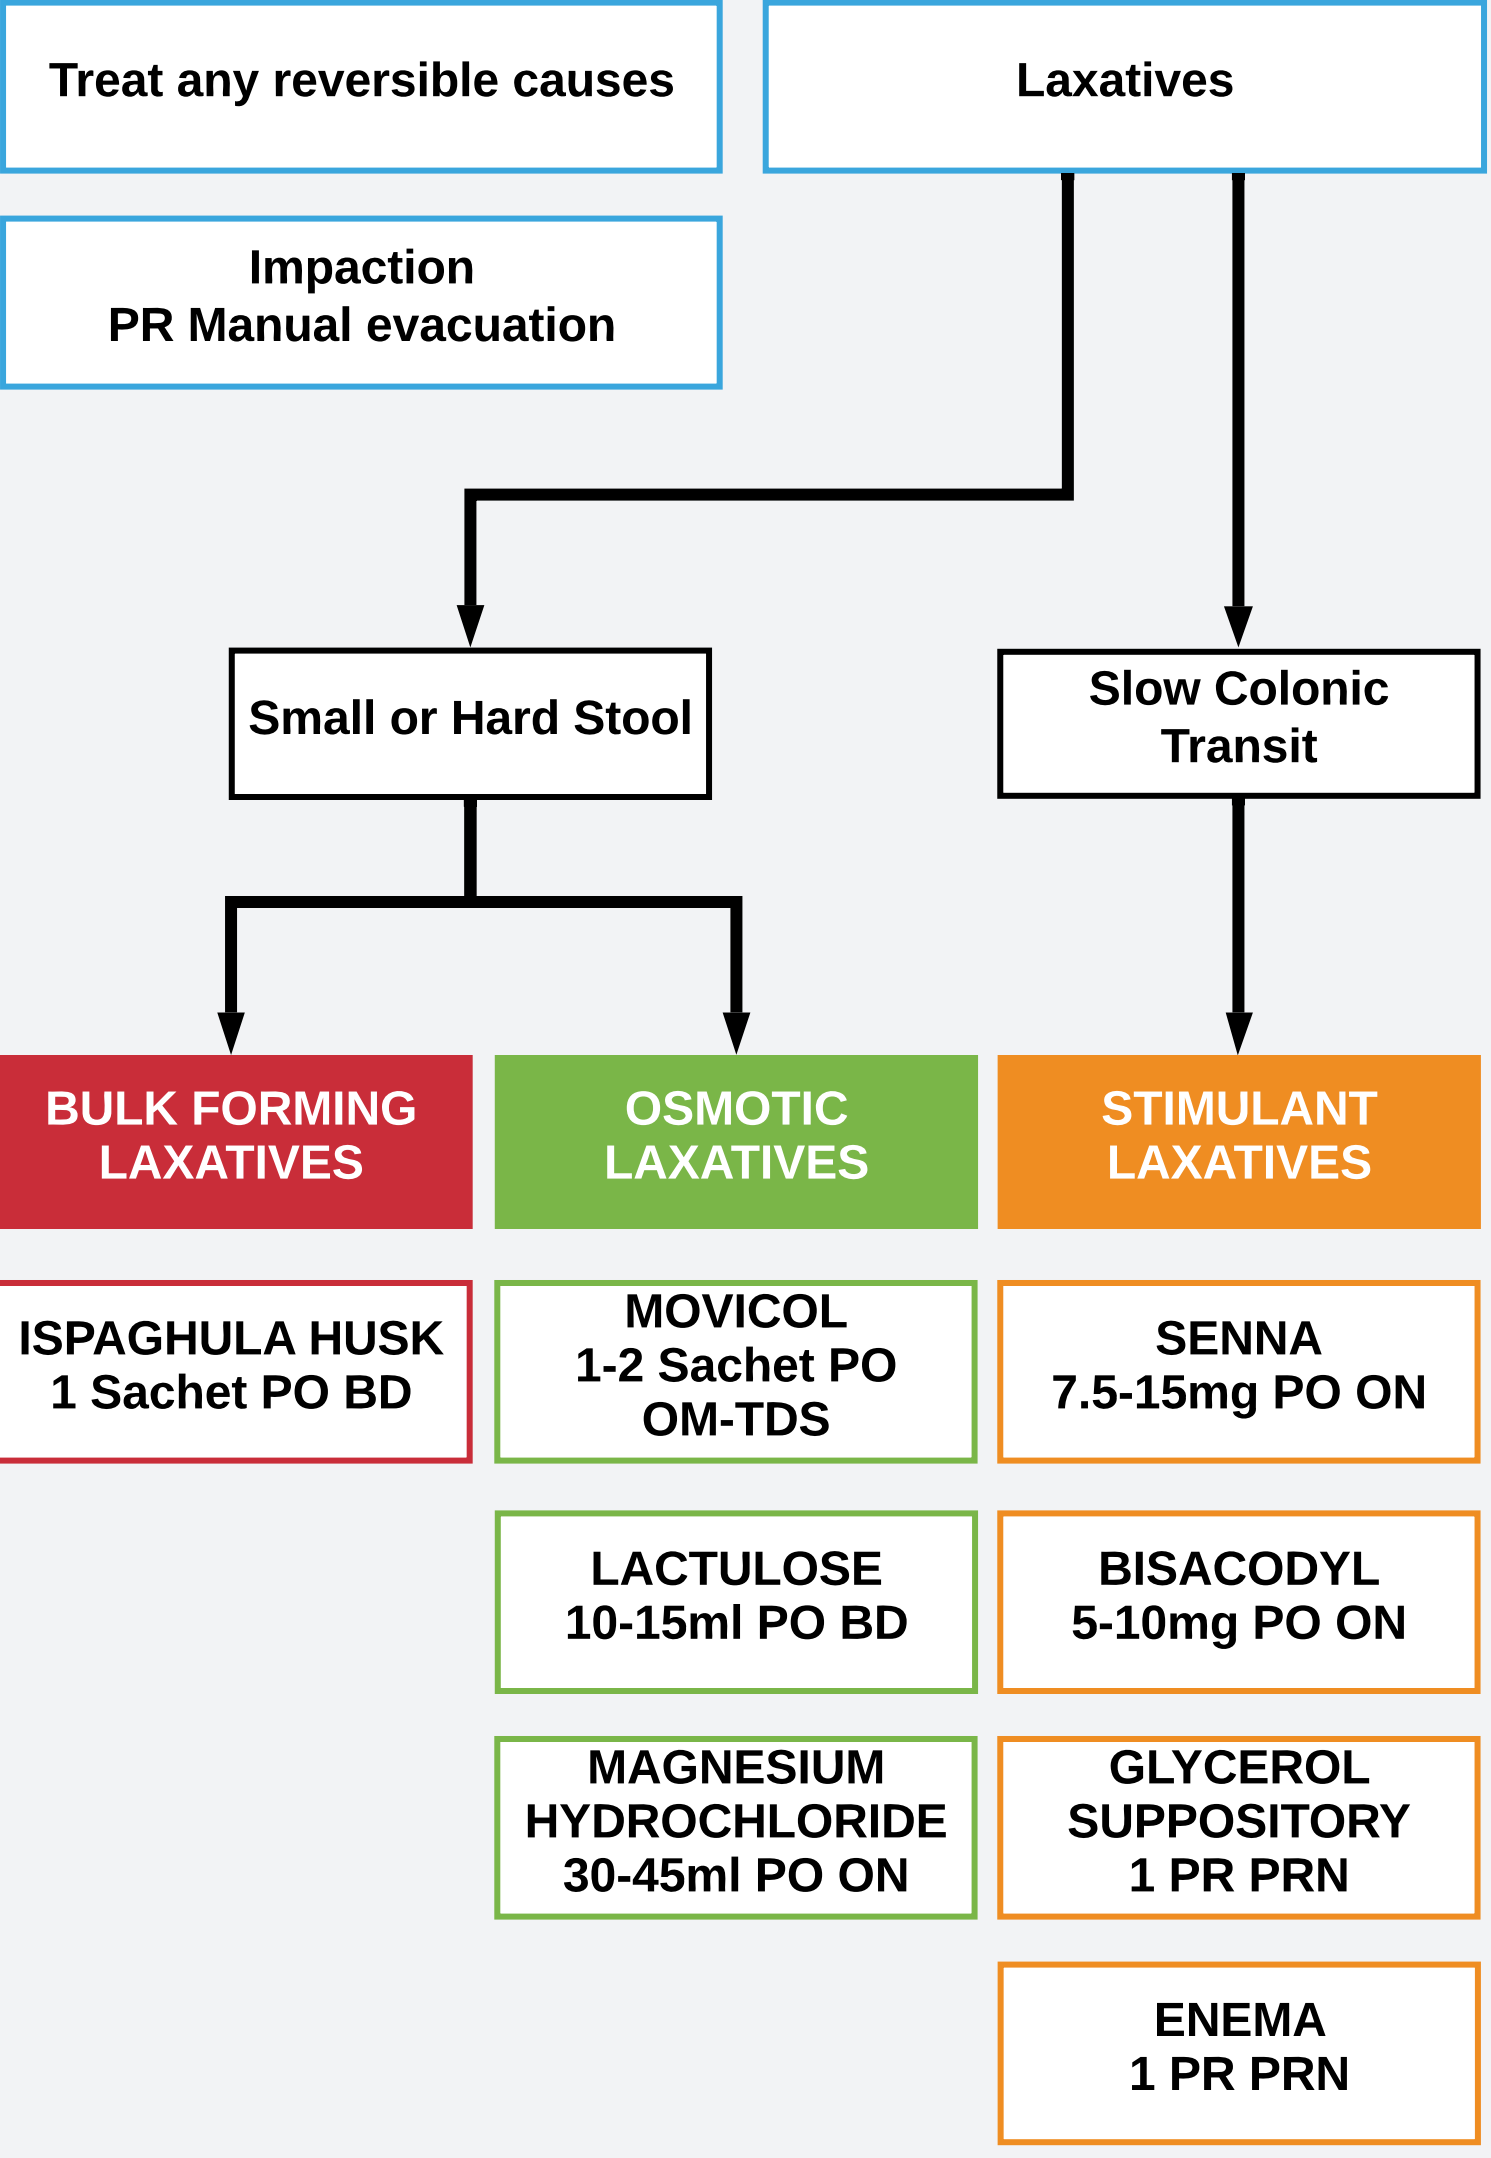 Treat any reversible causes
Laxatives
Impaction
PR Manual evacuation
Small or Hard Stool
Slow Colonic
Transit
BULK FORMING
LAXATIVES
OSMOTIC
LAXATIVES
STIMULANT
LAXATIVES
ISPAGHULA HUSK
1 Sachet PO BD
MOVICOL
1-2 Sachet PO
OM-TDS
SENNA
7.5-15mg PO ON
LACTULOSE
10-15ml PO BD
BISACODYL
5-10mg PO ON
MAGNESIUM
HYDROCHLORIDE
30-45ml PO ON
GLYCEROL
SUPPOSITORY
1 PR PRN
ENEMA
1 PR PRN